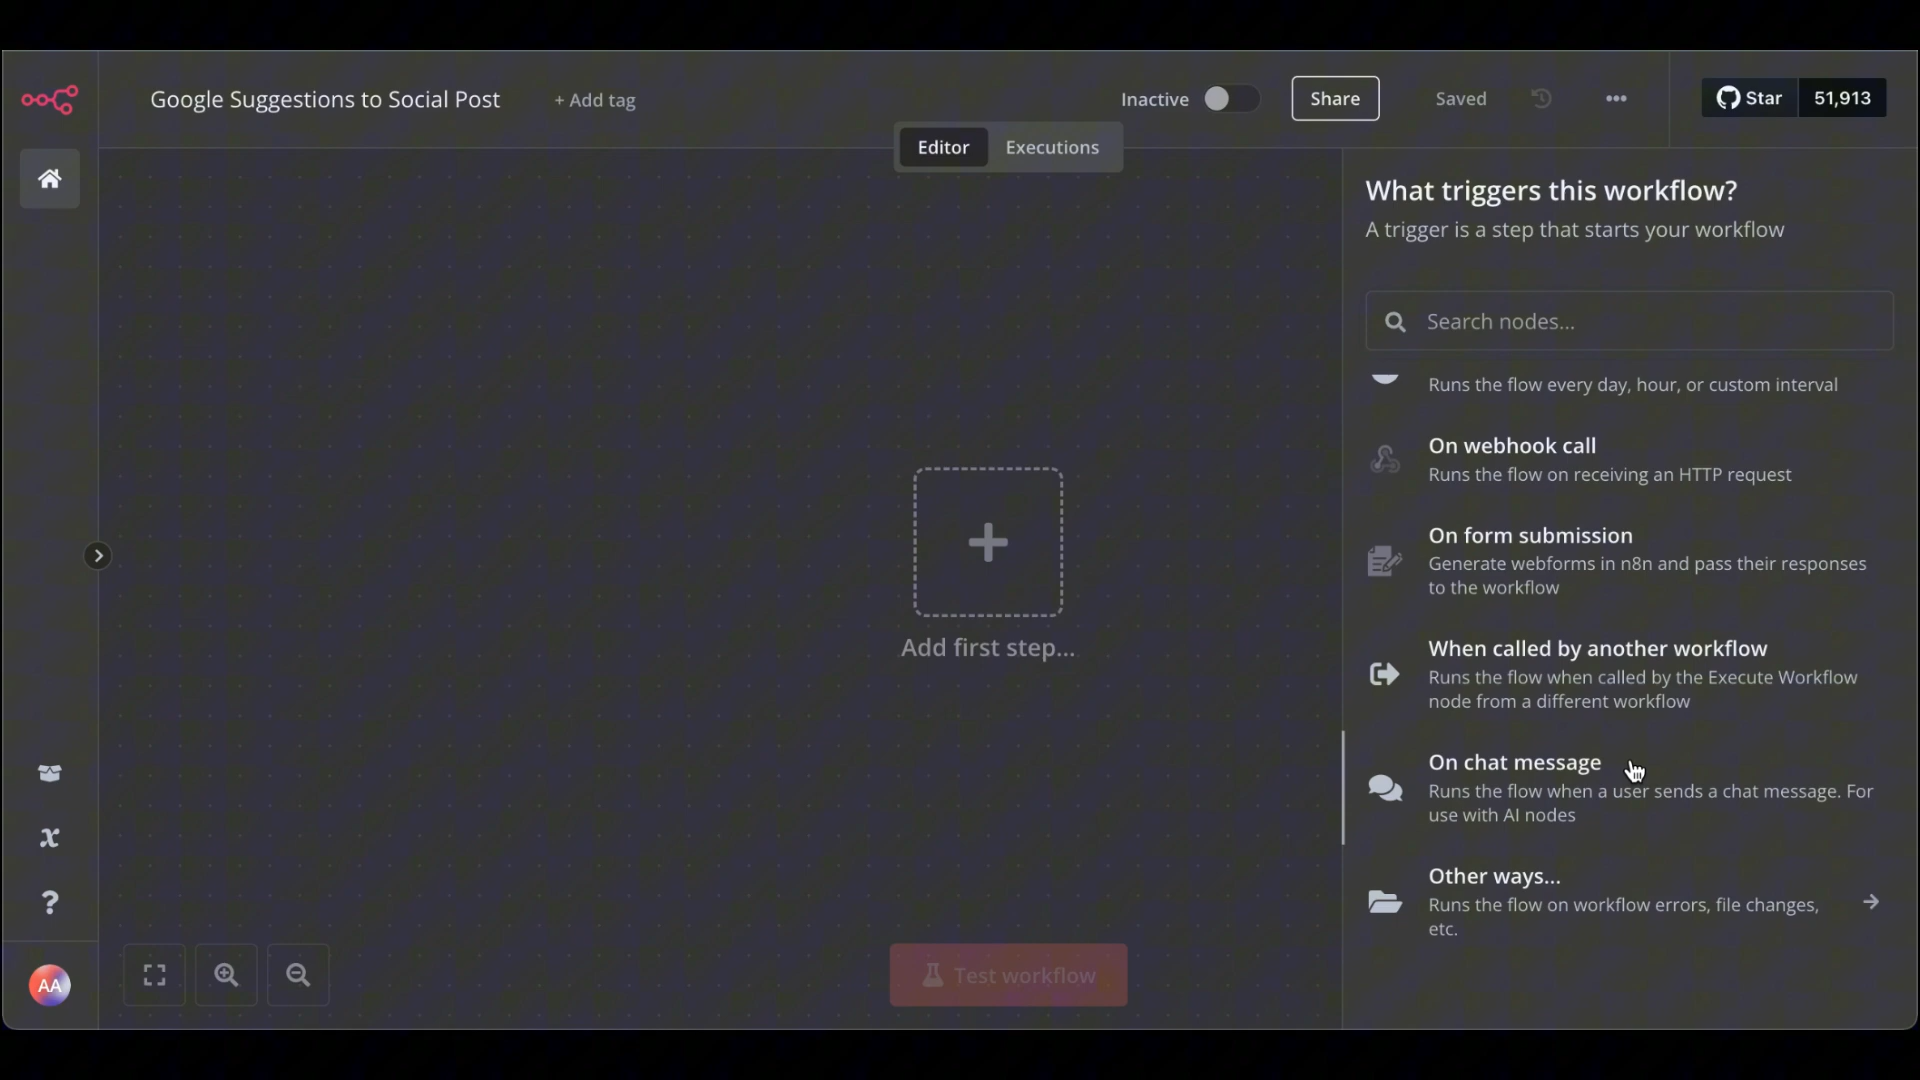 Google Suggestions to Social Post
+ Add tag
Inactive
Share
Saved
Star
51,913
Editor
Executions
What triggers this workflow?
A trigger is a step that starts your workflow
Search nodes...
Runs the flow every day, hour, or custom interval
On webhook call
Runs the flow on receiving an HTTP request
On form submission
Generate webforms in n8n and pass their responses
to the workflow
When called by another workflow
Runs the flow when called by the Execute Workflow
node from a different workflow
On chat message
Runs the flow when a user sends a chat message. For
use with AI nodes
Other ways...
Runs the flow on workflow errors, file changes,
etc.
Add first step...
Test workflow
AA